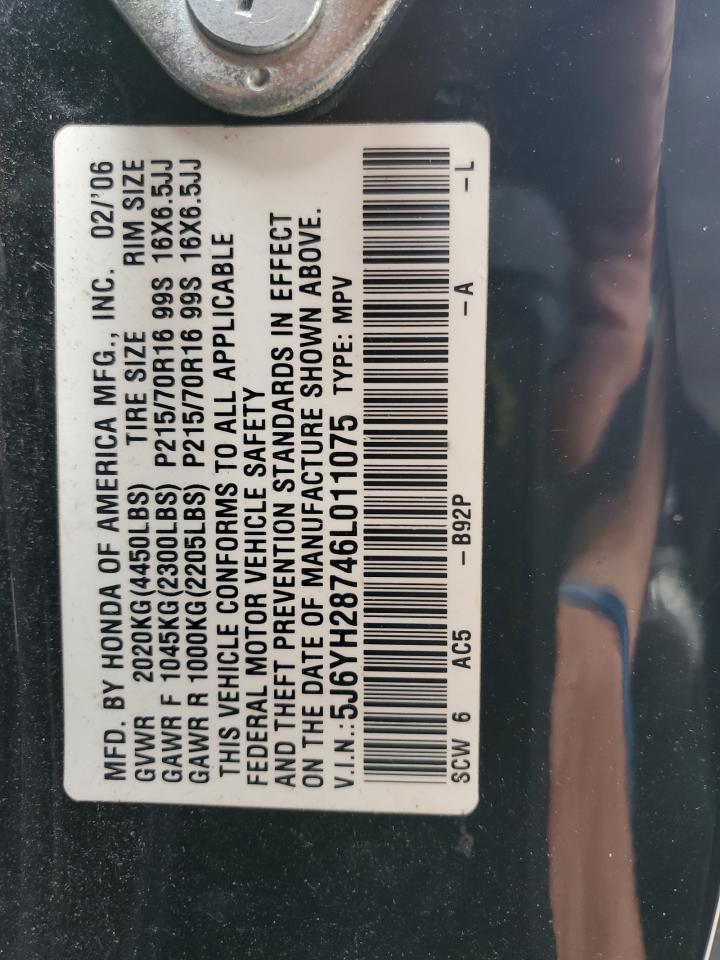 MFD. BY HONDA OF AMERICA MFG., INC. 02/'06
GVWR 2020KG(4450LBS) TIRE SIZE RIM SIZE
GAWR F 1045KG(2300LBS) P215/70R16 99S 16X6.5JJ
GAWR R 1000KG(2205LBS) P215/70R16 99S 16X6.5JJ
THIS VEHICLE CONFORMS TO ALL APPLICABLE
FEDERAL MOTOR VEHICLE SAFETY
AND THEFT PREVENTION STANDARDS IN EFFECT
ON THE DATE OF MANUFACTURE SHOWN ABOVE.
V.I.N.: 5J6YH28746L011075 TYPE: MPV
SCW 6 AC5 - B92P - A - L